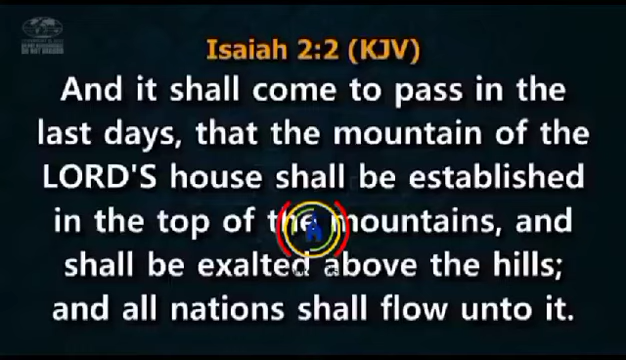 Isaiah 2:2 (KJV)
And it shall come to pass in the
last days, that the mountain of the
LORD'S house shall be established
in the top of the mountains, and
shall be exalted above the hills;
and all nations shall flow unto it.